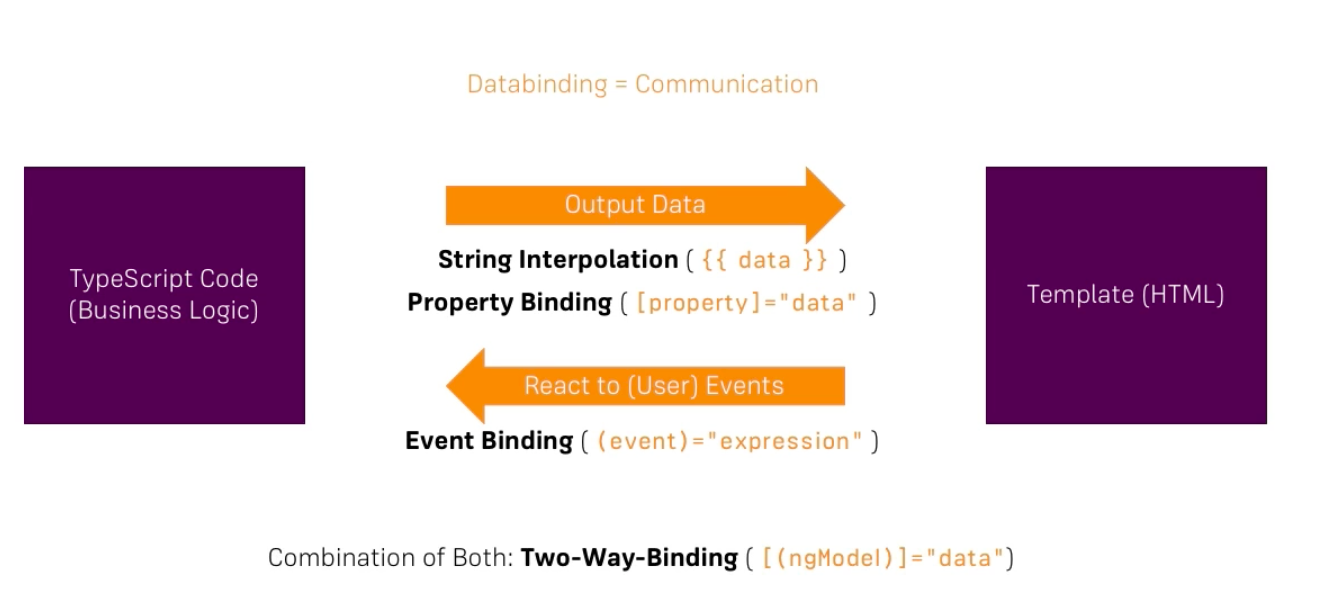 Databinding = Communication
TypeScript Code
(Business Logic)
Output Data
String Interpolation ( {{ data }} )
Property Binding ( [property]="data" )
React to (User) Events
Event Binding ( (event)="expression" )
Template (HTML)
Combination of Both: Two-Way-Binding ( [(ngModel)]="data")